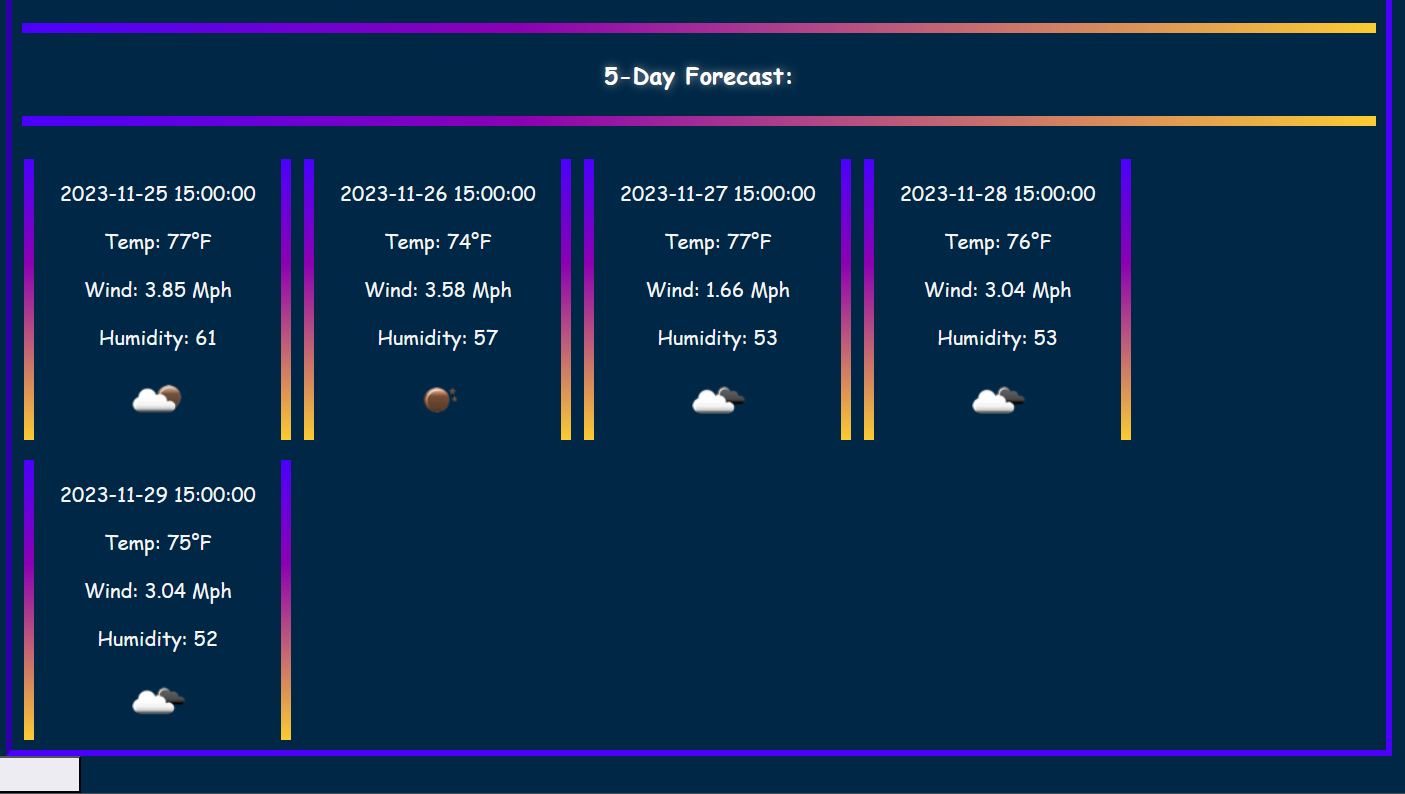 5-Day Forecast:
2023-11-25 15:00:00
Temp: 77°F
Wind: 3.85 Mph
Humidity: 61
2023-11-26 15:00:00
Temp: 74°F
Wind: 3.58 Mph
Humidity: 57
2023-11-27 15:00:00
Temp: 77°F
Wind: 1.66 Mph
Humidity: 53
2023-11-28 15:00:00
Temp: 76°F
Wind: 3.04 Mph
Humidity: 53
2023-11-29 15:00:00
Temp: 75°F
Wind: 3.04 Mph
Humidity: 52